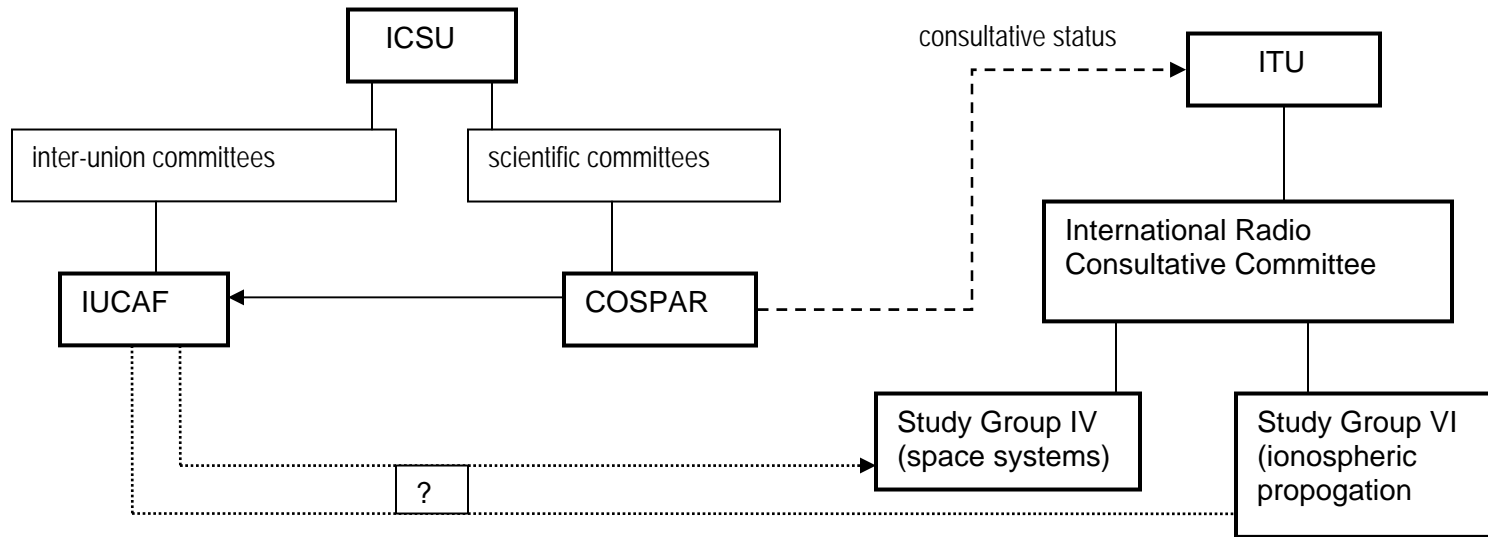 ICSU
consultative status
ITU
inter-union committees
scientific committees
International Radio
Consultative Committee
IUCAF
COSPAR
Study Group IV
(space systems)
Study Group VI
(ionospheric
propogation
?